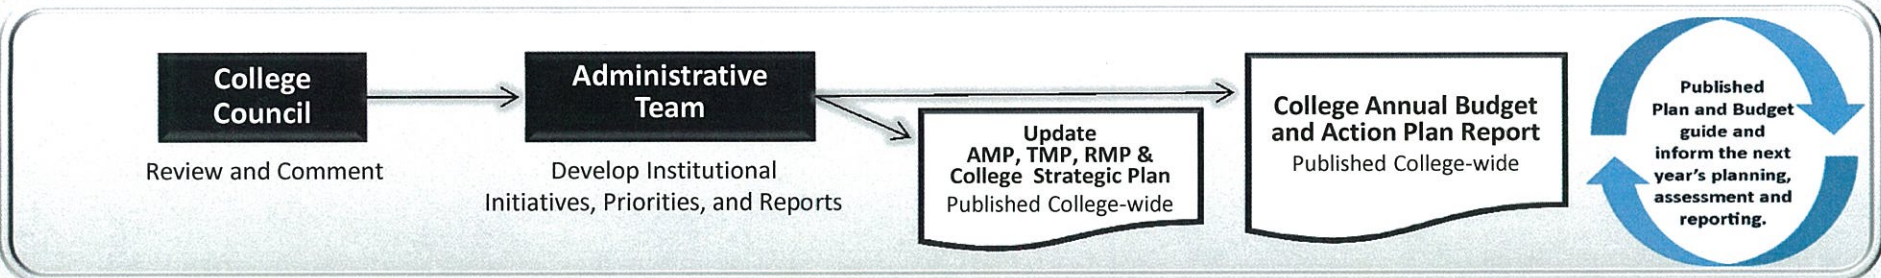 College
Council
Review and Comment
Administrative
Team
Develop Institutional
Initiatives, Priorities, and Reports
Update
AMP, TMP, RMP &
College Strategic Plan
Published College-wide
College Annual Budget
and Action Plan Report
Published College-wide
Published
Plan and Budget
guide and
inform the next
year's planning,
assessment and
reporting.